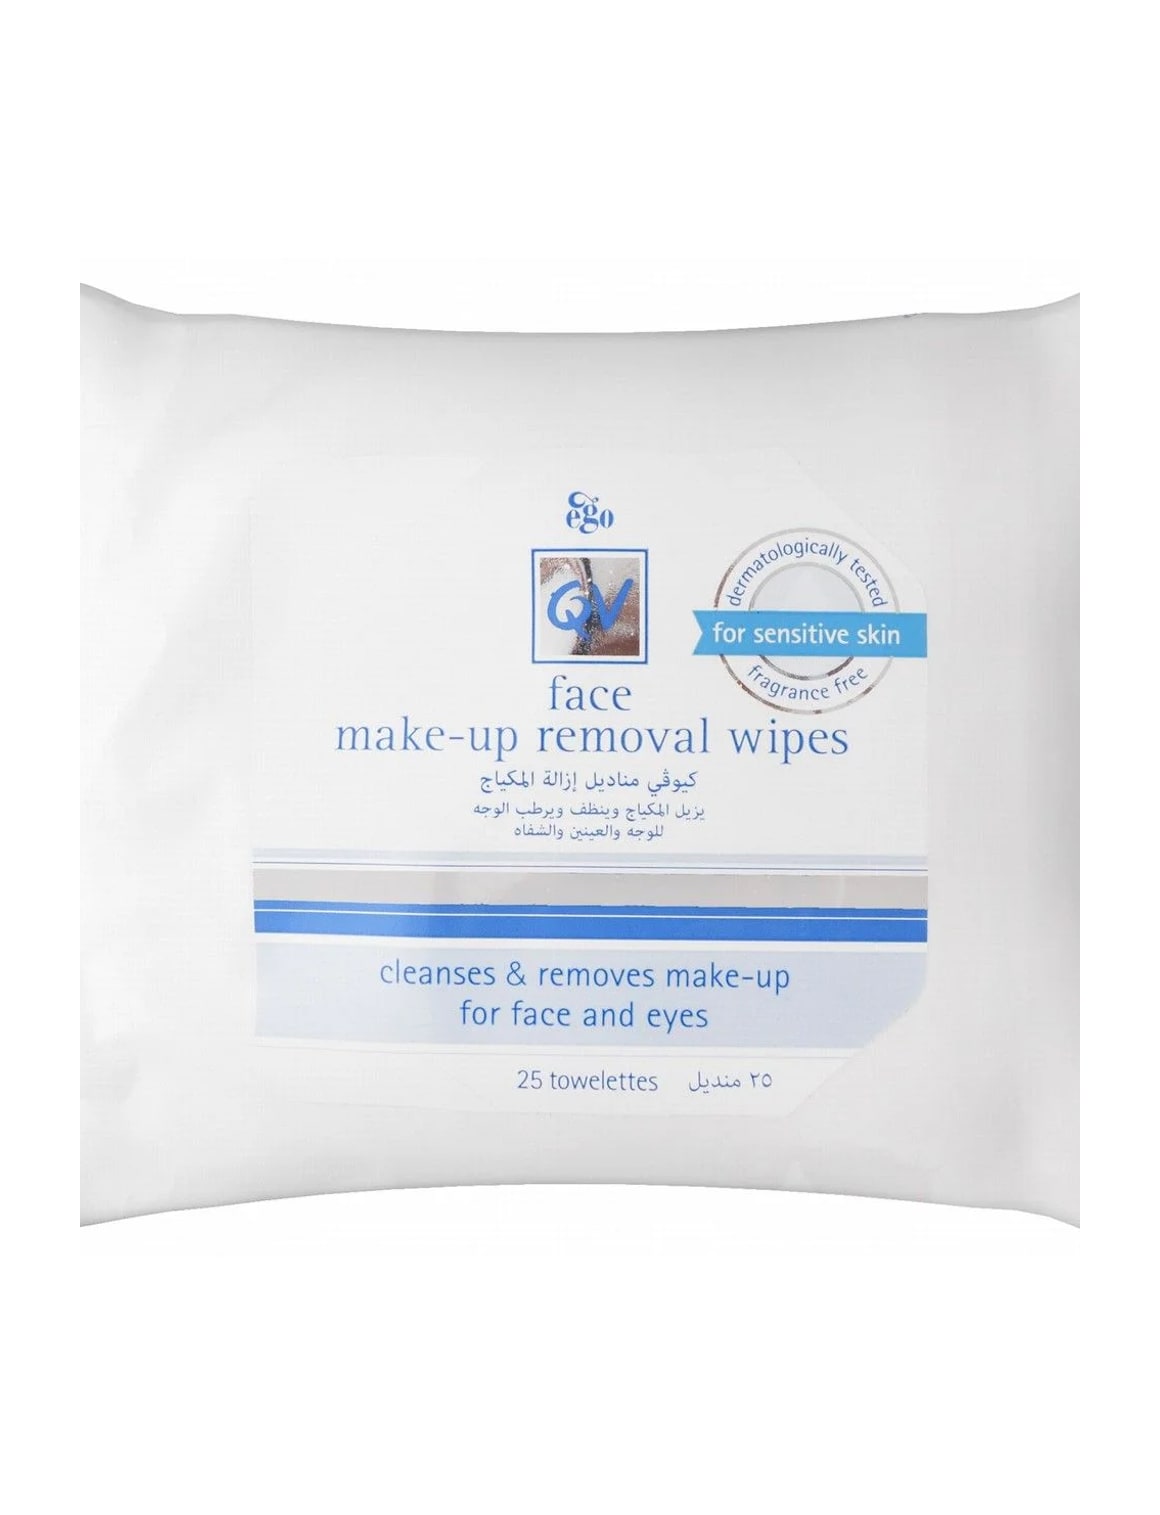 ego
QV
dermatologically tested
for sensitive skin
fragrance free
face
make-up removal wipes
كيوڤي مناديل إزالة المكياج
يزيل المكياج وينظف ويرطب الوجه
للوجه والعينين والشفاه
cleanses & removes make-up
for face and eyes
25 towelettes ٢٥ منديل